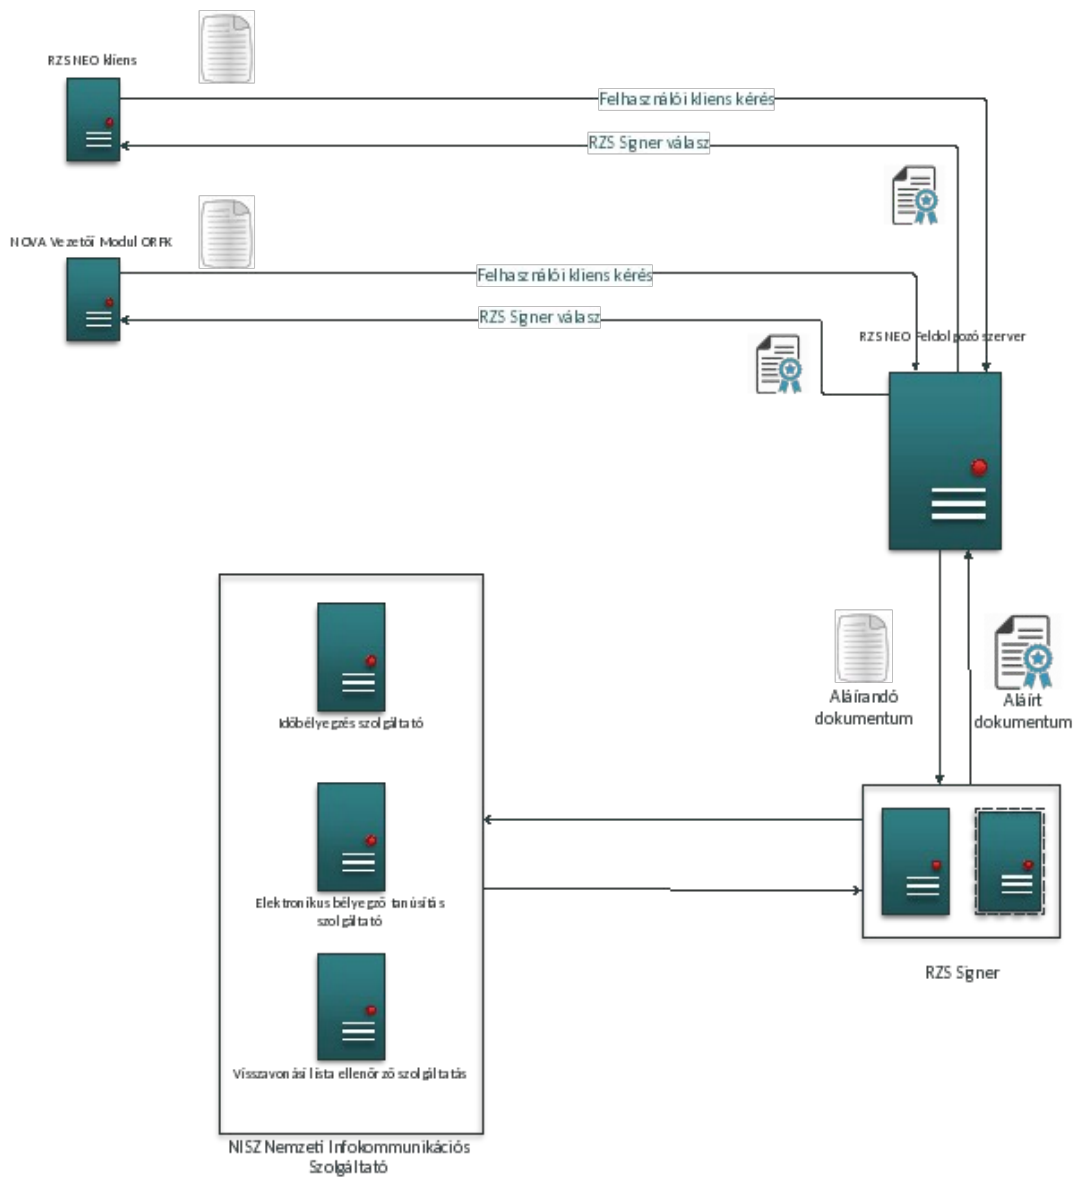 RZS NEO kliens
Felhasználói kliens kérés
RZS Signer válasz
NOVA Vezetői Modul ORFK
Felhasználói kliens kérés
RZS Signer válasz
RZS NEO Feldolgozó szerver
Aláírandó
dokumentum
Aláírt
dokumentum
Időbélyegzés szolgáltató
Elektronikus bélyegző tanúsítás
szolgáltató
RZS Signer
Visszavonási lista ellenőrző szolgáltatás
NISZ Nemzeti Infokommunikációs
Szolgáltató